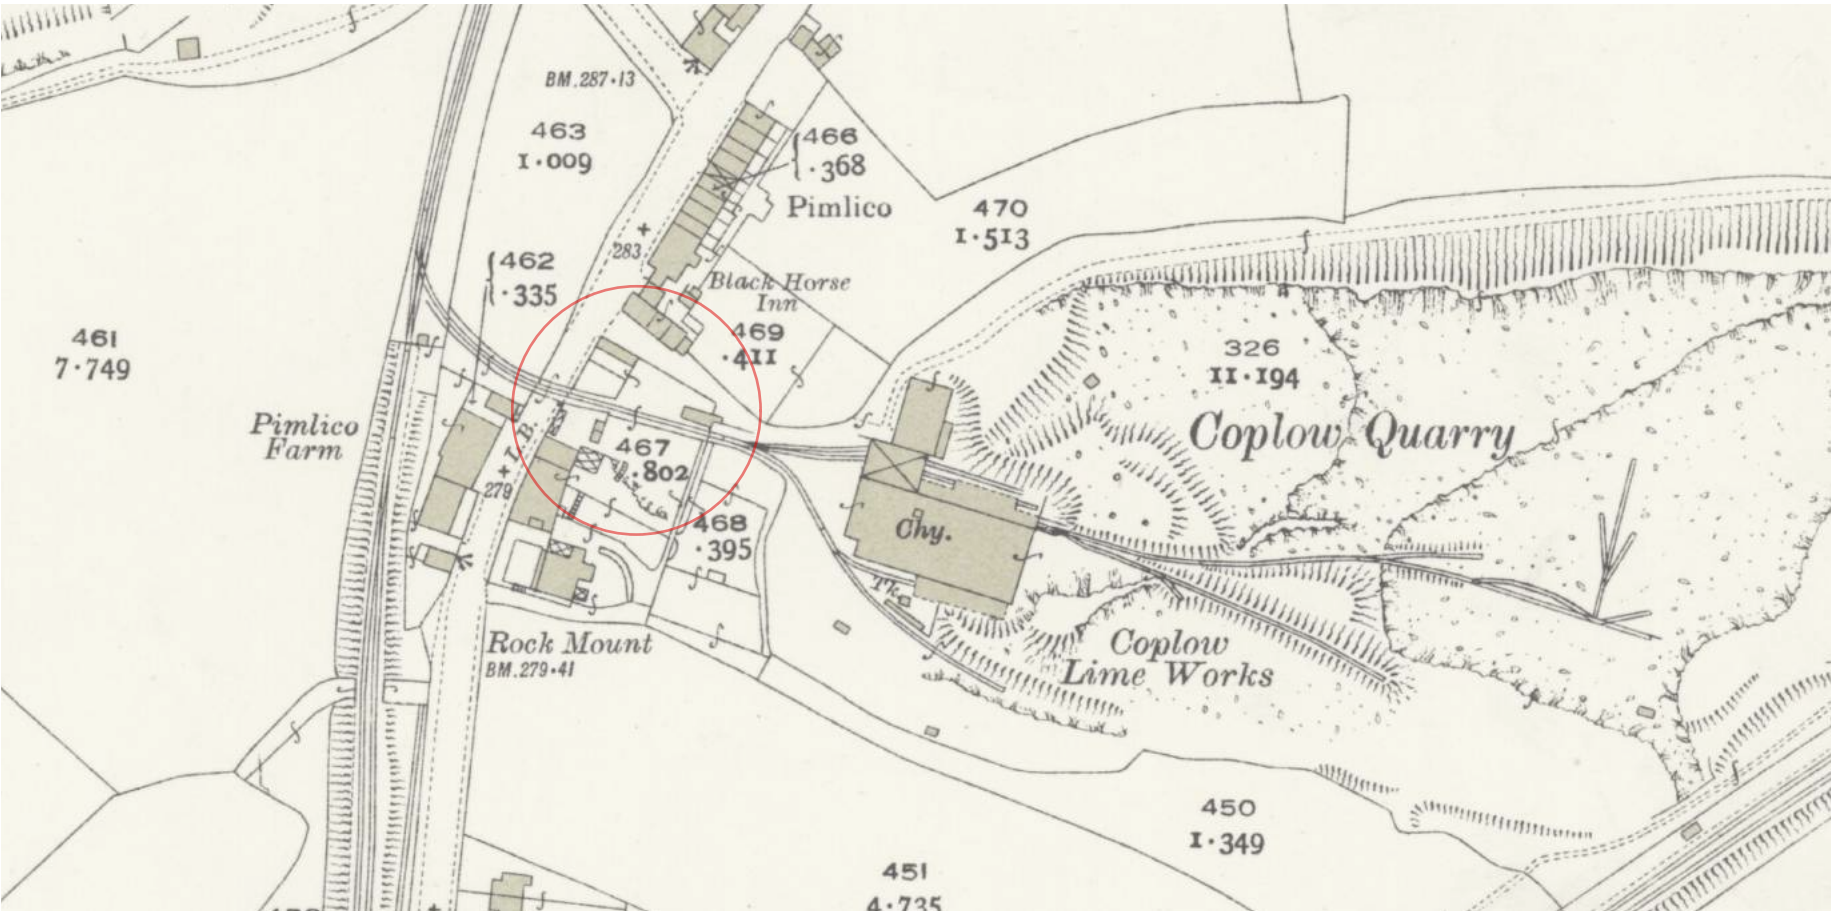 BM.287·13
463
1·009
466
·368
Pimlico
470
1·513
283
462
·335
Black Horse
Inn
469
·411
461
7·749
326
11·194
Coplow Quarry
Pimlico
Farm
T.B.
467
·802
279
468
·395
Chy.
Tk.
Rock Mount
BM.279·41
Coplow
Lime Works
450
1·349
451
4·735